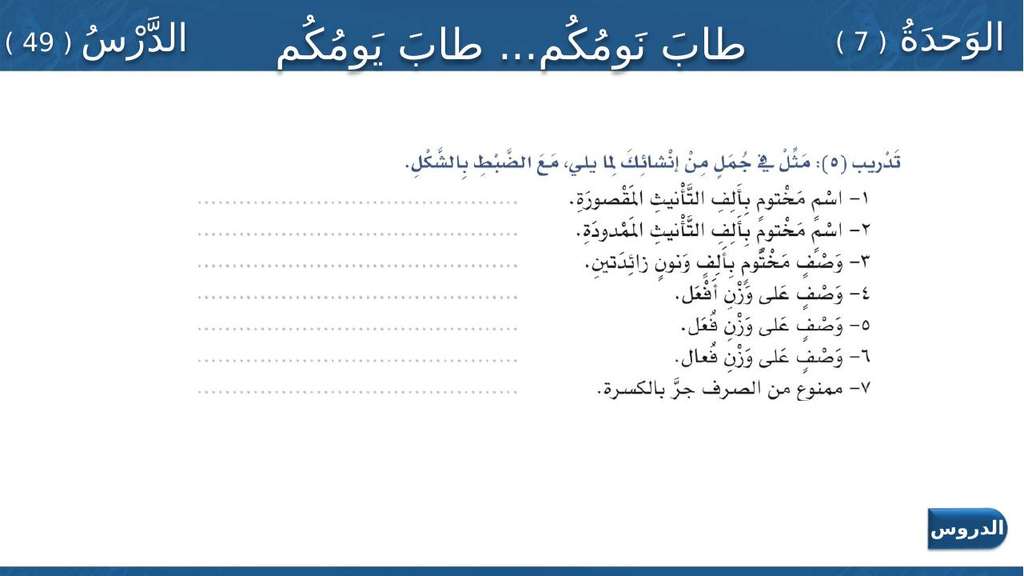 الوَحدَةُ ( 7 )
طابَ نَومُكُم... طابَ يَومُكُم
الدَّرْسُ ( 49 )
تَدْريب (٥): مَثِّلْ في جُمَلٍ مِنْ إنْشائِكَ لِما يلي، مَعَ الضَّبْطِ بِالشَّكْلِ.
١- اسْمٍ مَخْتومٍ بِأَلِفِ التَّأْنيثِ المَقْصورَةِ. ..............................................
٢- اسْمٍ مَخْتومٍ بِأَلِفِ التَّأْنيثِ المَمْدودَةِ. ..............................................
٣- وَصْفٍ مَخْتُومٍ بِأَلِفٍ وَنونٍ زائِدَتينِ. ..............................................
٤- وَصْفٍ عَلى وَزْنِ أَفْعَل. ..............................................
٥- وَصْفٍ عَلى وَزْنِ فُعَل. ..............................................
٦- وَصْفٍ عَلى وَزْنِ فُعال. ..............................................
٧- ممنوع من الصرف جرَّ بالكسرة. ..............................................
الدروس